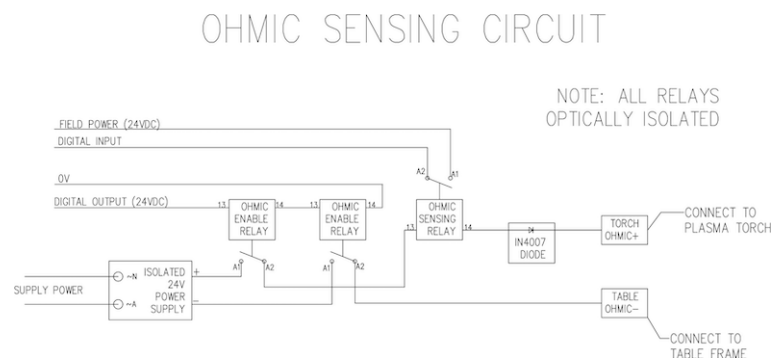 OHMIC SENSING CIRCUIT
NOTE: ALL RELAYS
OPTICALLY ISOLATED
FIELD POWER (24VDC)
DIGITAL INPUT
A2
A1
0V
DIGITAL OUTPUT (24VDC)
13
OHMIC
ENABLE
RELAY
14
13
OHMIC
ENABLE
RELAY
14
13
OHMIC
SENSING
RELAY
14
IN4007
DIODE
TORCH
OHMIC+
CONNECT TO
PLASMA TORCH
A1
A2
A1
A2
SUPPLY POWER
~N
~A
ISOLATED
24V
POWER
SUPPLY
+
-
TABLE
OHMIC-
CONNECT TO
TABLE FRAME